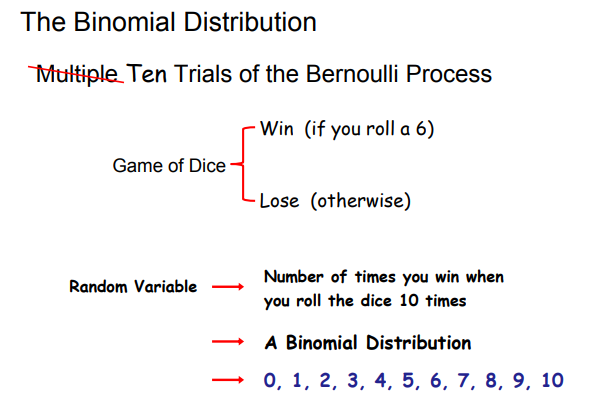 The Binomial Distribution
Multiple Ten Trials of the Bernoulli Process
Win (if you roll a 6)
Game of Dice
Lose (otherwise)
Random Variable
Number of times you win when
you roll the dice 10 times
A Binomial Distribution
0, 1, 2, 3, 4, 5, 6, 7, 8, 9, 10